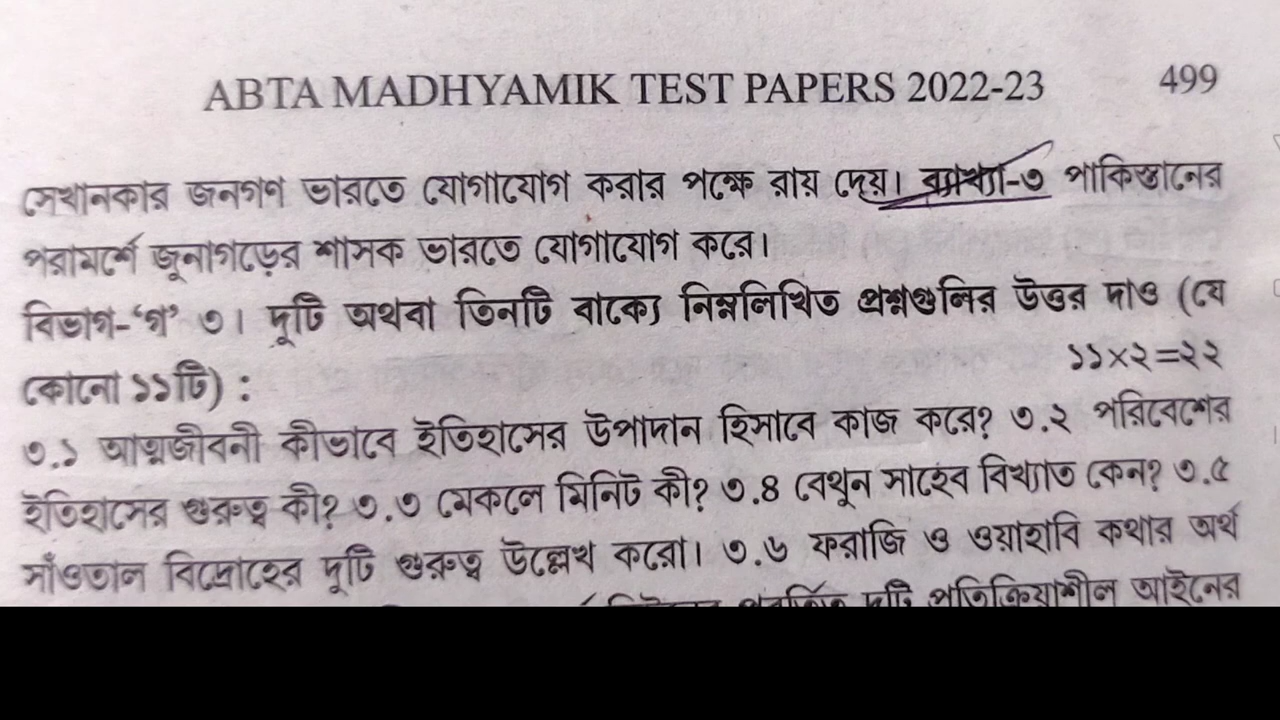 ABTA MADHYAMIK TEST PAPERS 2022-23 499
সেখানকার জনগণ ভারতে যোগাযোগ করার পক্ষে রায় দেয়। ব্যাখ্যা-৩ পাকিস্তানের
পরামর্শে জুনাগড়ের শাসক ভারতে যোগাযোগ করে।
বিভাগ-‘গ’ ৩। দুটি অথবা তিনটি বাক্যে নিম্নলিখিত প্রশ্নগুলির উত্তর দাও (যে
কোনো ১১টি) : ১১×২=২২
৩.১ আত্মজীবনী কীভাবে ইতিহাসের উপাদান হিসাবে কাজ করে? ৩.২ পরিবেশের
ইতিহাসের গুরুত্ব কী? ৩.৩ মেকলে মিনিট কী? ৩.৪ বেথুন সাহেব বিখ্যাত কেন? ৩.৫
সাঁওতাল বিদ্রোহের দুটি গুরুত্ব উল্লেখ করো। ৩.৬ ফরাজি ও ওয়াহাবি কথার অর্থ
প্রবর্তিত দুটি প্রতিক্রিয়াশীল আইনের